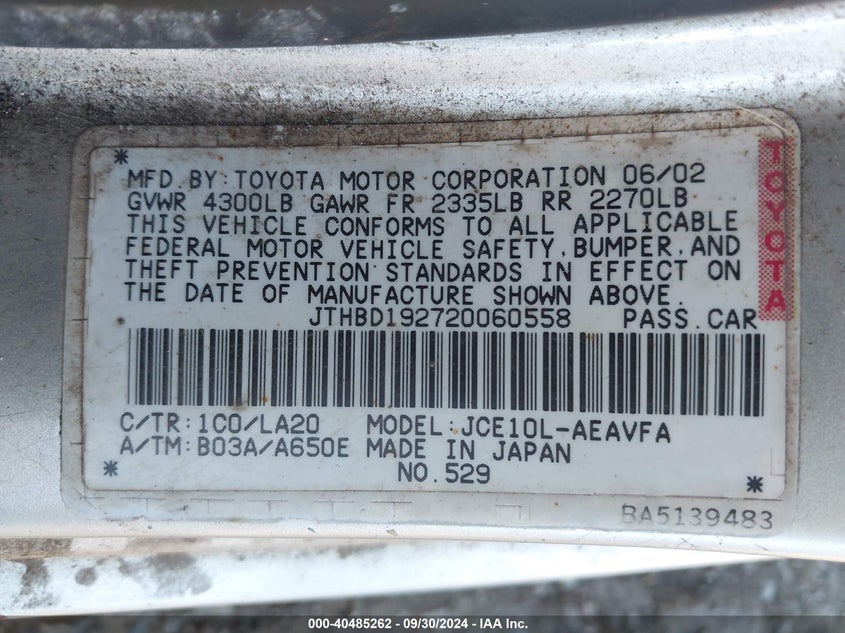 MFD. BY: TOYOTA MOTOR CORPORATION 06/02
GVWR 4300LB GAWR FR 2335LB RR 2270LB
THIS VEHICLE CONFORMS TO ALL APPLICABLE
FEDERAL MOTOR VEHICLE SAFETY, BUMPER, AND
THEFT PREVENTION STANDARDS IN EFFECT ON
THE DATE OF MANUFACTURE SHOWN ABOVE.
JTHBD192720060558 PASS. CAR
TOYOTA
C/TR: 1C0/LA20 MODEL: JCE10L-AEAVFA
A/TM: B03A/A650E MADE IN JAPAN
NO. 529
BA5139483
000-40485262 - 09/30/2024 - IAA Inc.